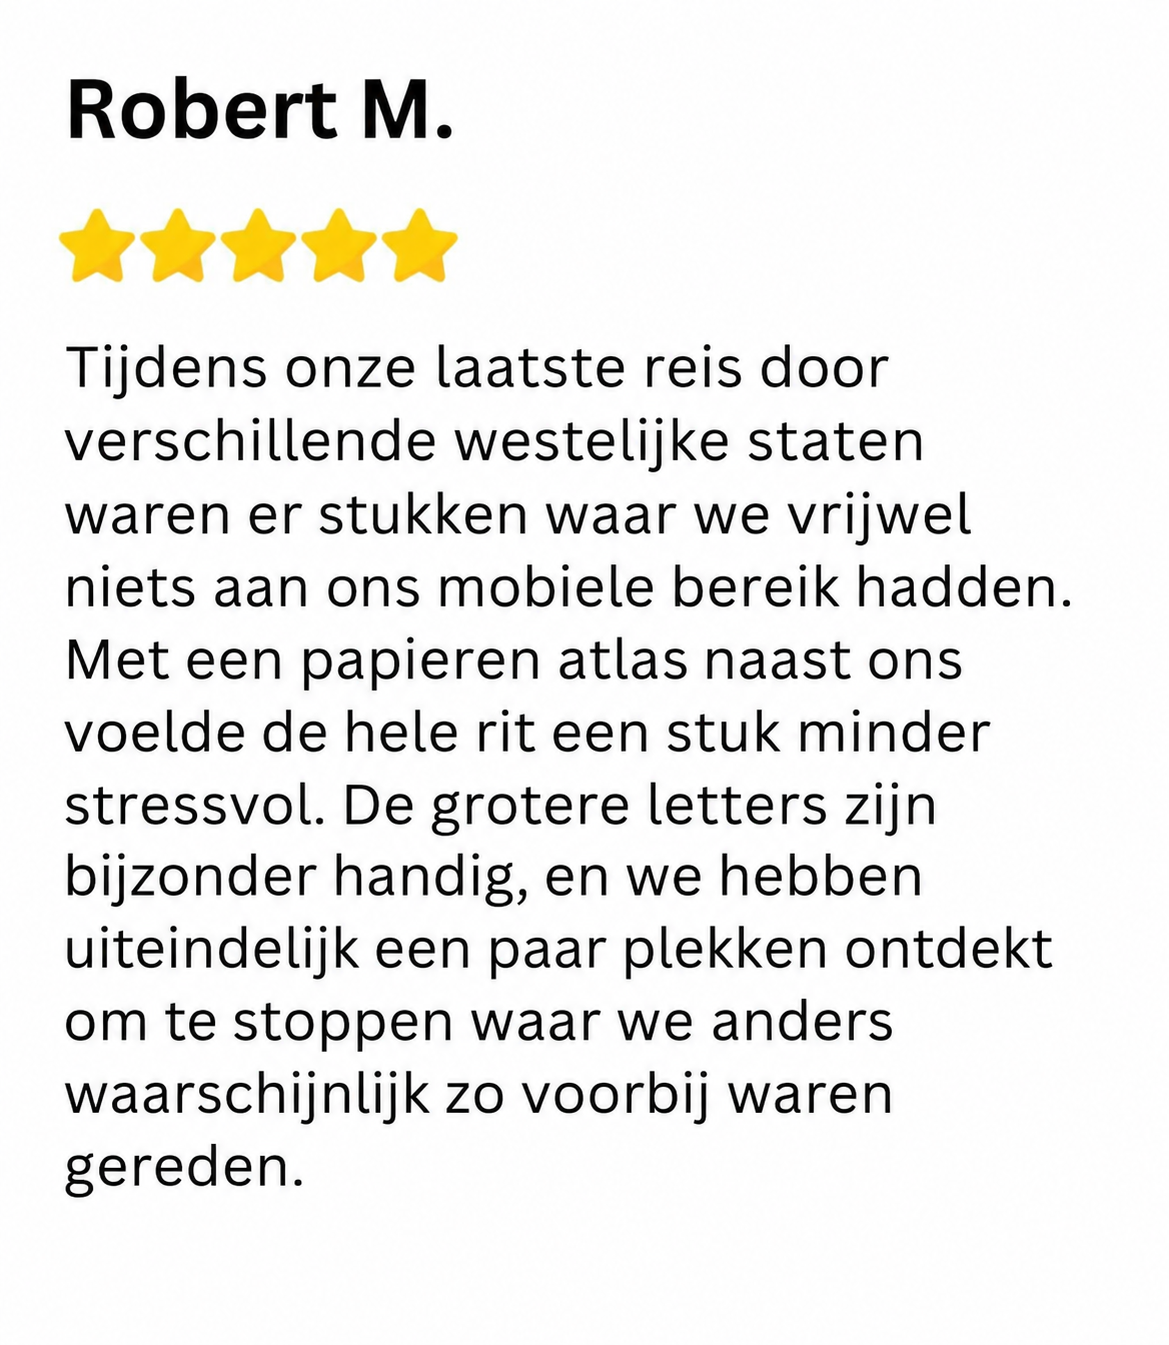 Robert M.
Tijdens onze laatste reis door
verschillende westelijke staten
waren er stukken waar we vrijwel
niets aan ons mobiele bereik hadden.
Met een papieren atlas naast ons
voelde de hele rit een stuk minder
stressvol. De grotere letters zijn
bijzonder handig, en we hebben
uiteindelijk een paar plekken ontdekt
om te stoppen waar we anders
waarschijnlijk zo voorbij waren
gereden.